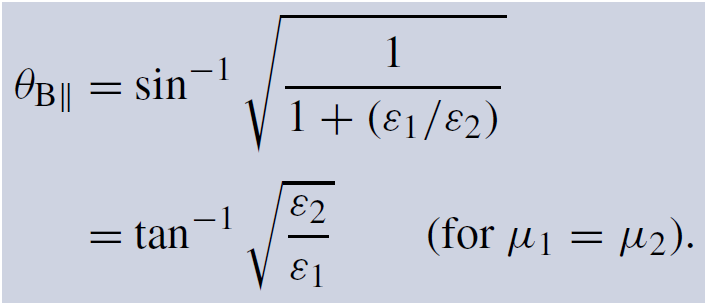 θ_B∥ = sin⁻¹ √(1 / (1 + (ε₁/ε₂)))
= tan⁻¹ √(ε₂ / ε₁) (for μ₁ = μ₂).